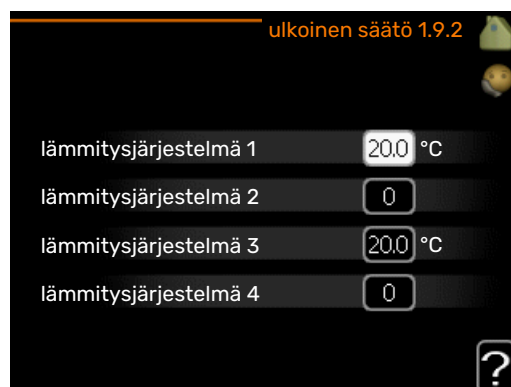 ulkoinen säätö 1.9.2
lämmitysjärjestelmä 1 20.0 °C
lämmitysjärjestelmä 2 0
lämmitysjärjestelmä 3 20.0 °C
lämmitysjärjestelmä 4 0
?